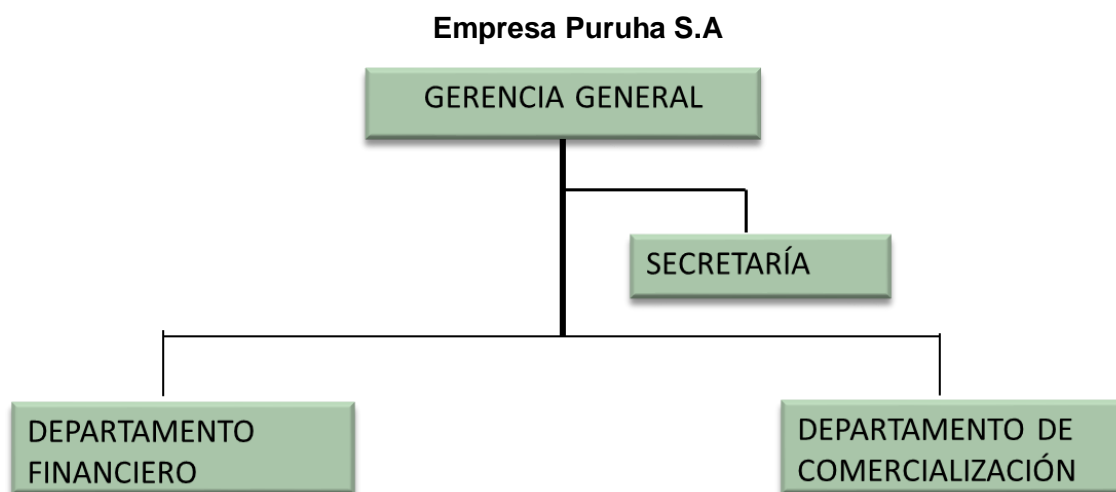 Empresa Puruha S.A
GERENCIA GENERAL
SECRETARÍA
DEPARTAMENTO
FINANCIERO
DEPARTAMENTO DE
COMERCIALIZACIÓN